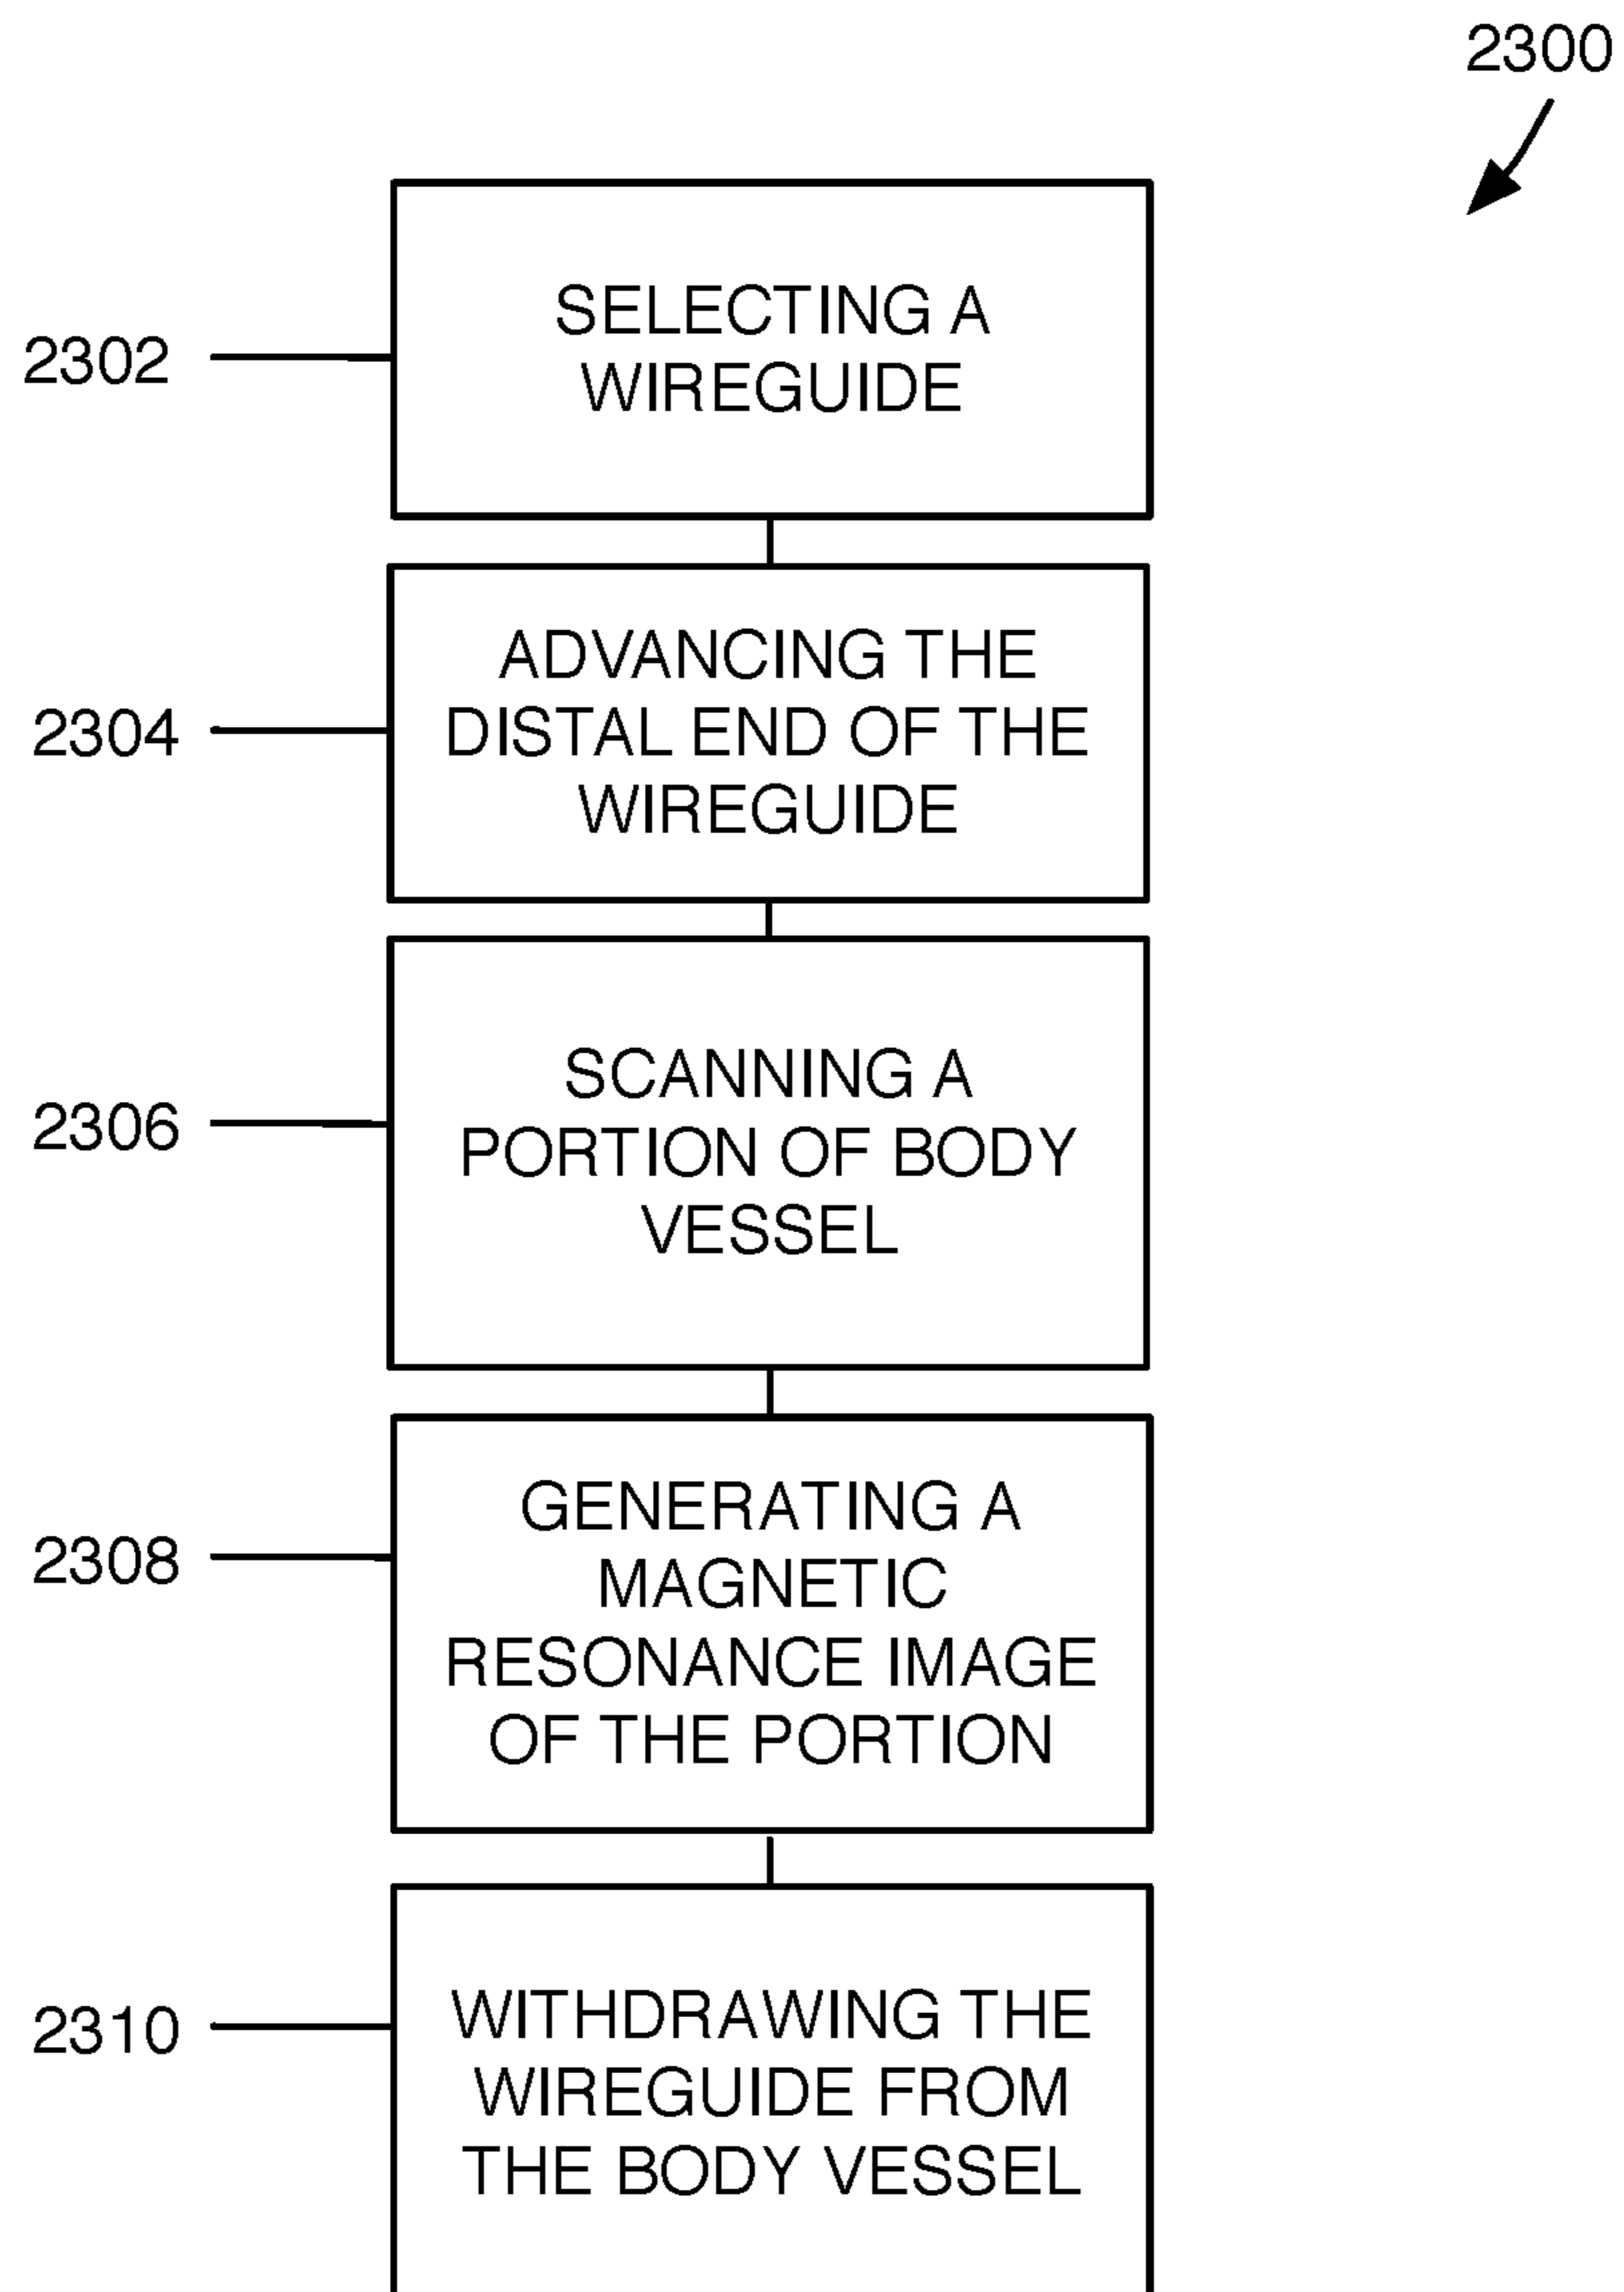 2300
2302
SELECTING A
WIREGUIDE
2304
ADVANCING THE
DISTAL END OF THE
WIREGUIDE
2306
SCANNING A
PORTION OF BODY
VESSEL
2308
GENERATING A
MAGNETIC
RESONANCE IMAGE
OF THE PORTION
2310
WITHDRAWING THE
WIREGUIDE FROM
THE BODY VESSEL